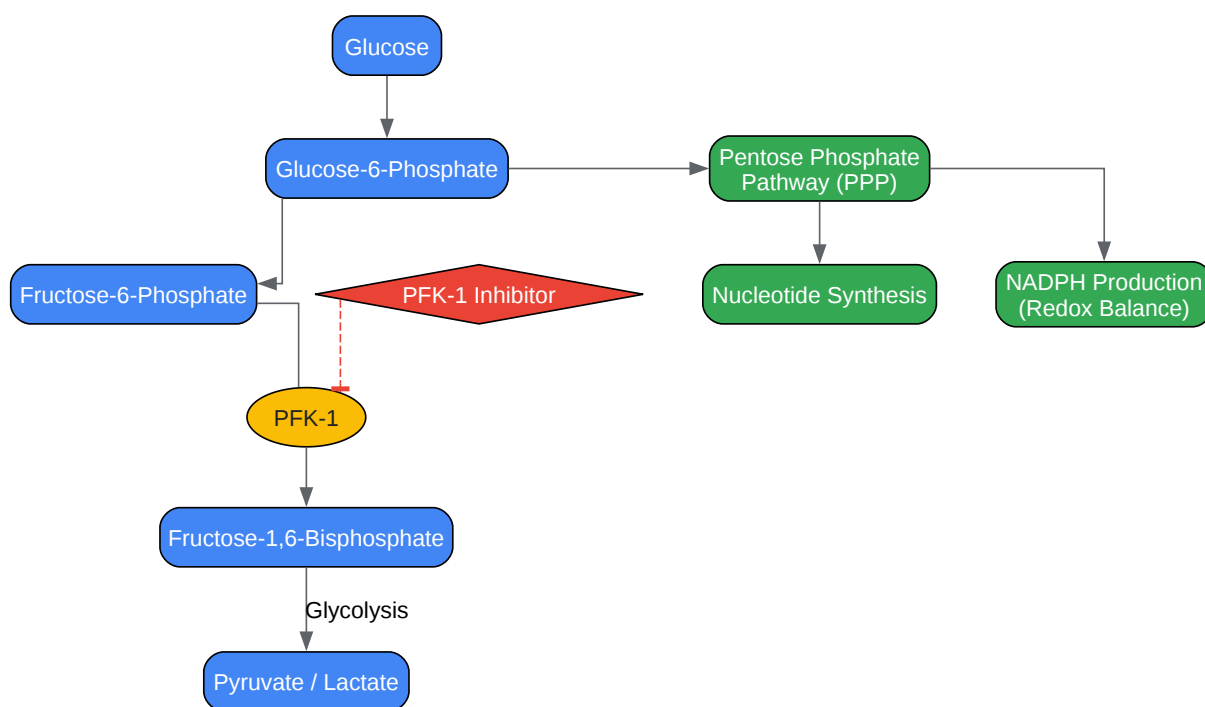 Glucose
Glucose-6-Phosphate
Pentose Phosphate
Pathway (PPP)
Fructose-6-Phosphate
PFK-1 Inhibitor
Nucleotide Synthesis
NADPH Production
(Redox Balance)
PFK-1
Fructose-1,6-Bisphosphate
Glycolysis
Pyruvate / Lactate